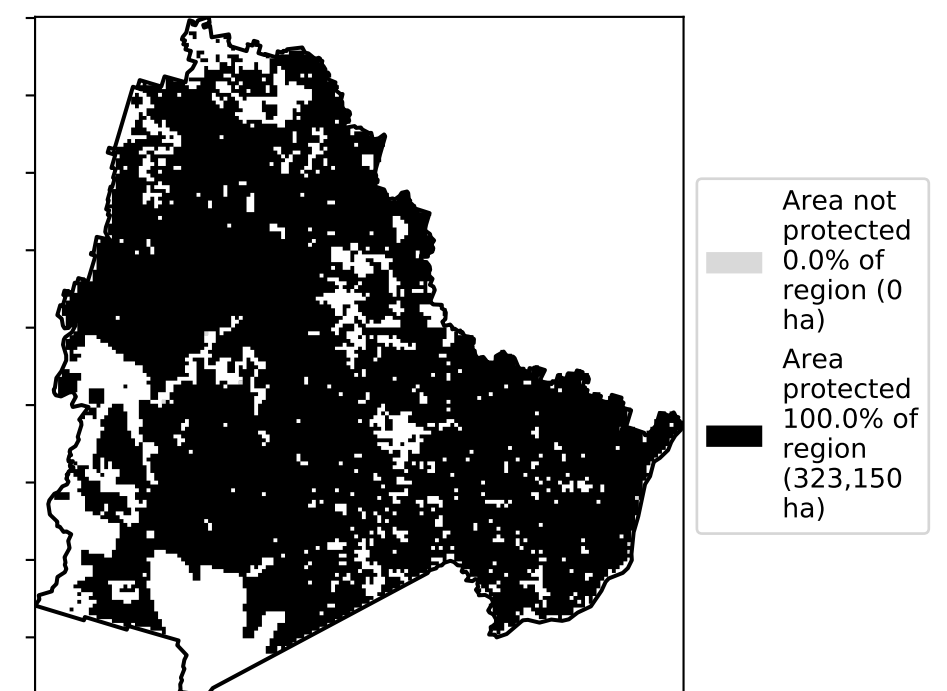 Area not
protected
0.0% of
region (0
ha)
Area
protected
100.0% of
region
(323,150
ha)